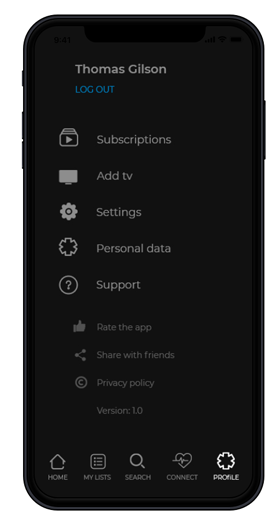 9:41
Thomas Gilson
LOG OUT
Subscriptions
Add tv
Settings
Personal data
Support
Rate the app
Share with friends
Privacy policy
Version: 1.0
HOME MY LISTS SEARCH CONNECT PROFILE